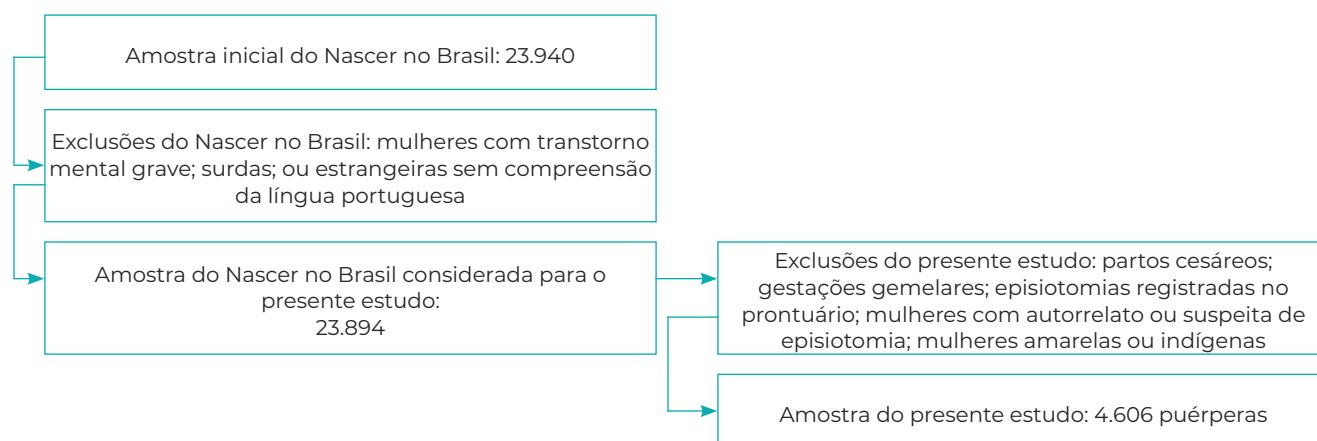 Amostra inicial do Nascer no Brasil: 23.940
Exclusões do Nascer no Brasil: mulheres com transtorno
mental grave; surdas; ou estrangeiras sem compreensão
da língua portuguesa
Amostra do Nascer no Brasil considerada para o
presente estudo:
23.894
Exclusões do presente estudo: partos cesáreos;
gestações gemelares; episiotomias registradas no
prontuário; mulheres com autorrelato ou suspeita de
episiotomia; mulheres amarelas ou indígenas
Amostra do presente estudo: 4.606 puérperas